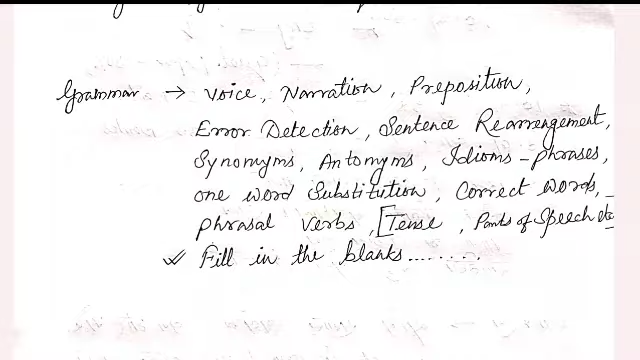 Grammar → Voice, Narration, Preposition,
Error Detection, Sentence Rearrengement,
Synonyms, Antonyms, Idioms-phrases,
one word Substitution, Correct words,
phrasal verbs, [Tense, Parts of Speech etc
Fill in the blanks........